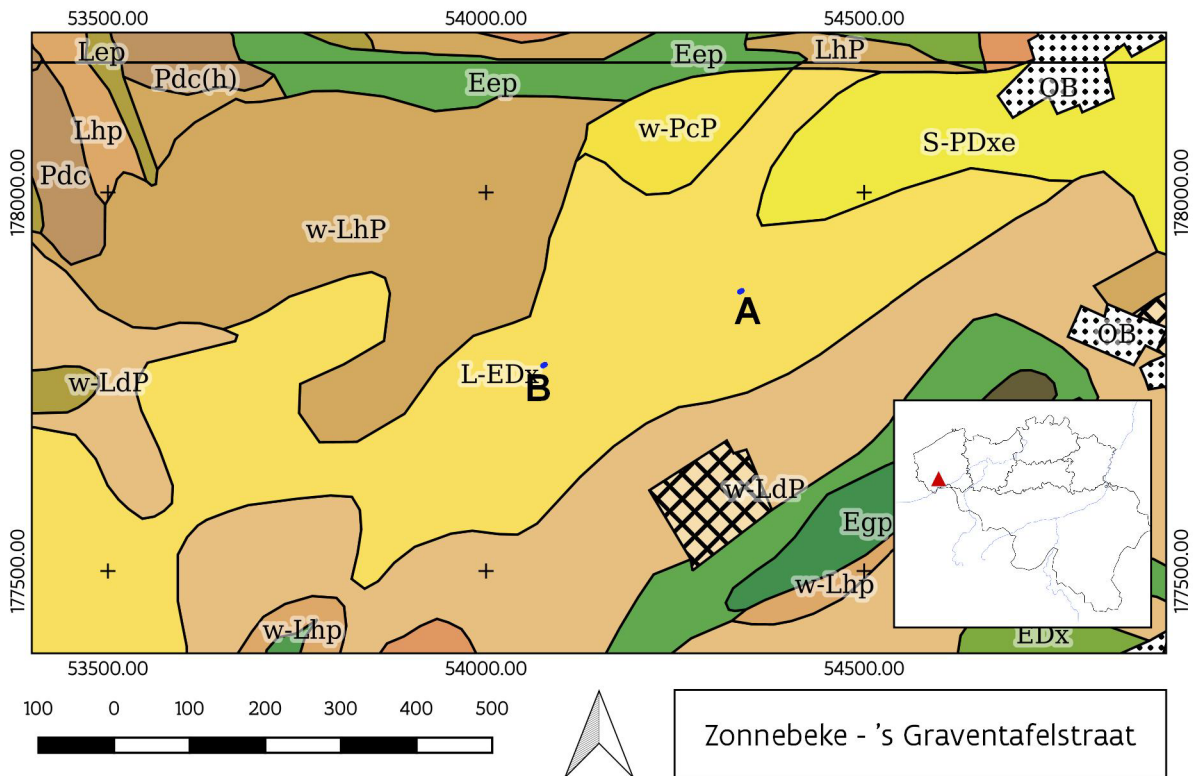 53500.00 54000.00 54500.00
Lep
Eep
LhP
Pdc(h)
Eep
OB
Lhp
w-PcP
S-PDxe
Pdc
178000.00
178000.00
w-LhP
A
OB
w-LdP
L-EDx
B
w-LdP
Egp
177500.00
177500.00
w-Lhp
w-Lhp
EDx
53500.00 54000.00 54500.00
100 0 100 200 300 400 500
Zonnebeke - ’s Graventafelstraat